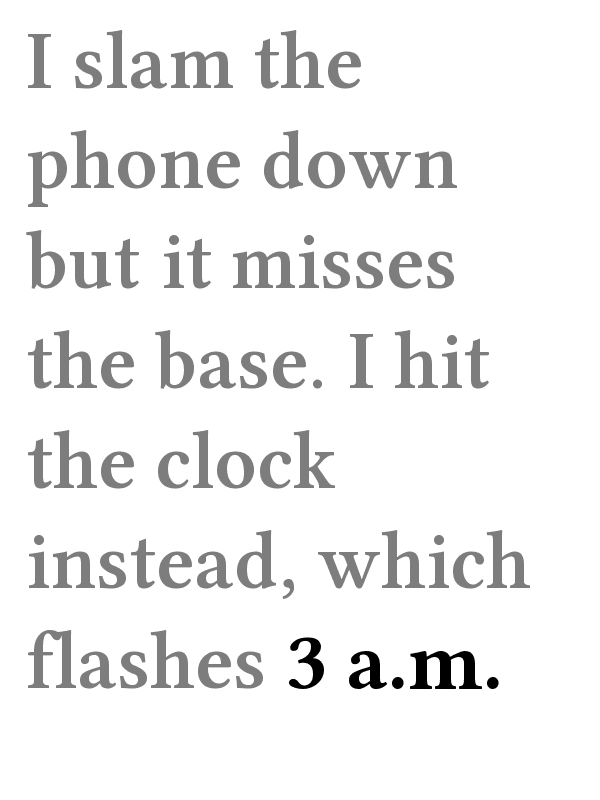 I slam the
phone down
but it misses
the base. I hit
the clock
instead, which
flashes 3 a.m.